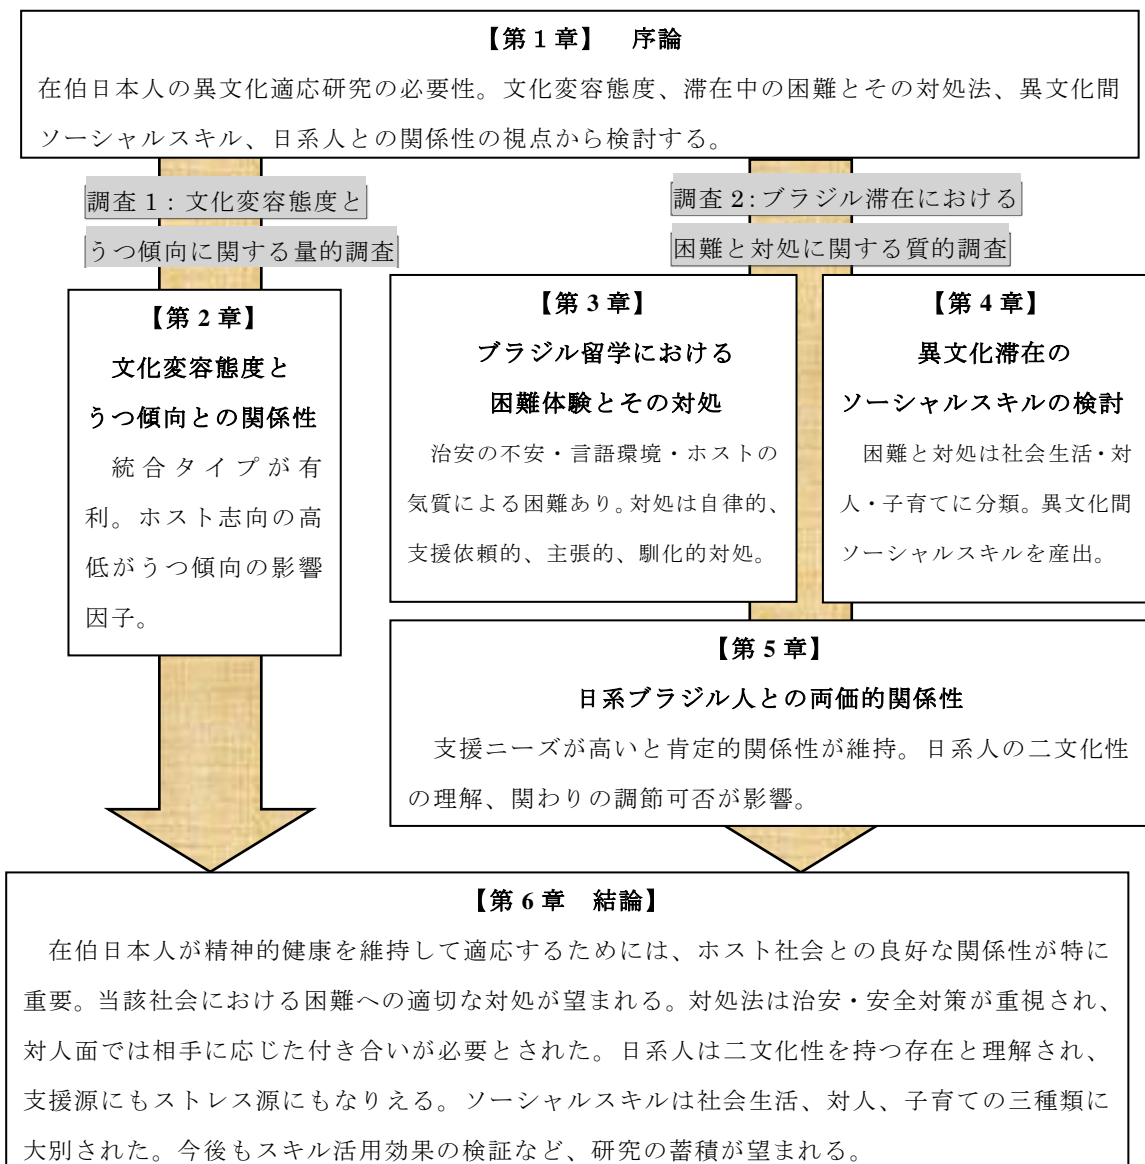 【第1章】　序論
在伯日本人の異文化適応研究の必要性。文化変容態度、滞在中の困難とその対処法、異文化間
ソーシャルスキル、日系人との関係性の視点から検討する。
調査1：文化変容態度と
うつ傾向に関する量的調査
調査2：ブラジル滞在における
困難と対処に関する質的調査
【第2章】
文化変容態度と
うつ傾向との関係性
統合タイプが有
利。ホスト志向の高
低がうつ傾向の影響
因子。
【第3章】
ブラジル留学における
困難体験とその対処
治安の不安・言語環境・ホストの
気質による困難あり。対処は自律的、
支援依頼的、主張的、馴化的対処。
【第4章】
異文化滞在の
ソーシャルスキルの検討
困難と対処は社会生活・対
人・子育てに分類。異文化間
ソーシャルスキルを産出。
【第5章】
日系ブラジル人との両価的関係性
支援ニーズが高いと肯定的関係性が維持。日系人の二文化性
の理解、関わりの調節可否が影響。
【第6章　結論】
在伯日本人が精神的健康を維持して適応するためには、ホスト社会との良好な関係性が特に
重要。当該社会における困難への適切な対処が望まれる。対処法は治安・安全対策が重視され、
対人面では相手に応じた付き合いが必要とされた。日系人は二文化性を持つ存在と理解され、
支援源にもストレス源にもなりえる。ソーシャルスキルは社会生活、対人、子育ての三種類に
大別された。今後もスキル活用効果の検証など、研究の蓄積が望まれる。